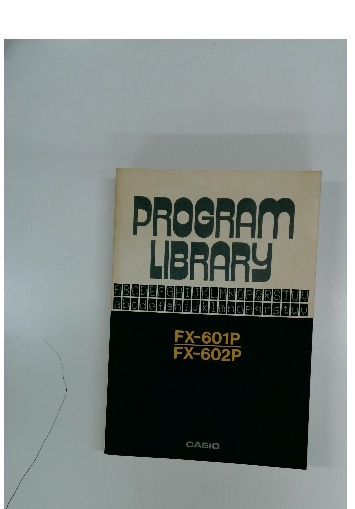 PROGRAM
LIBRARY
FX-601P
FX-602P
CASIO